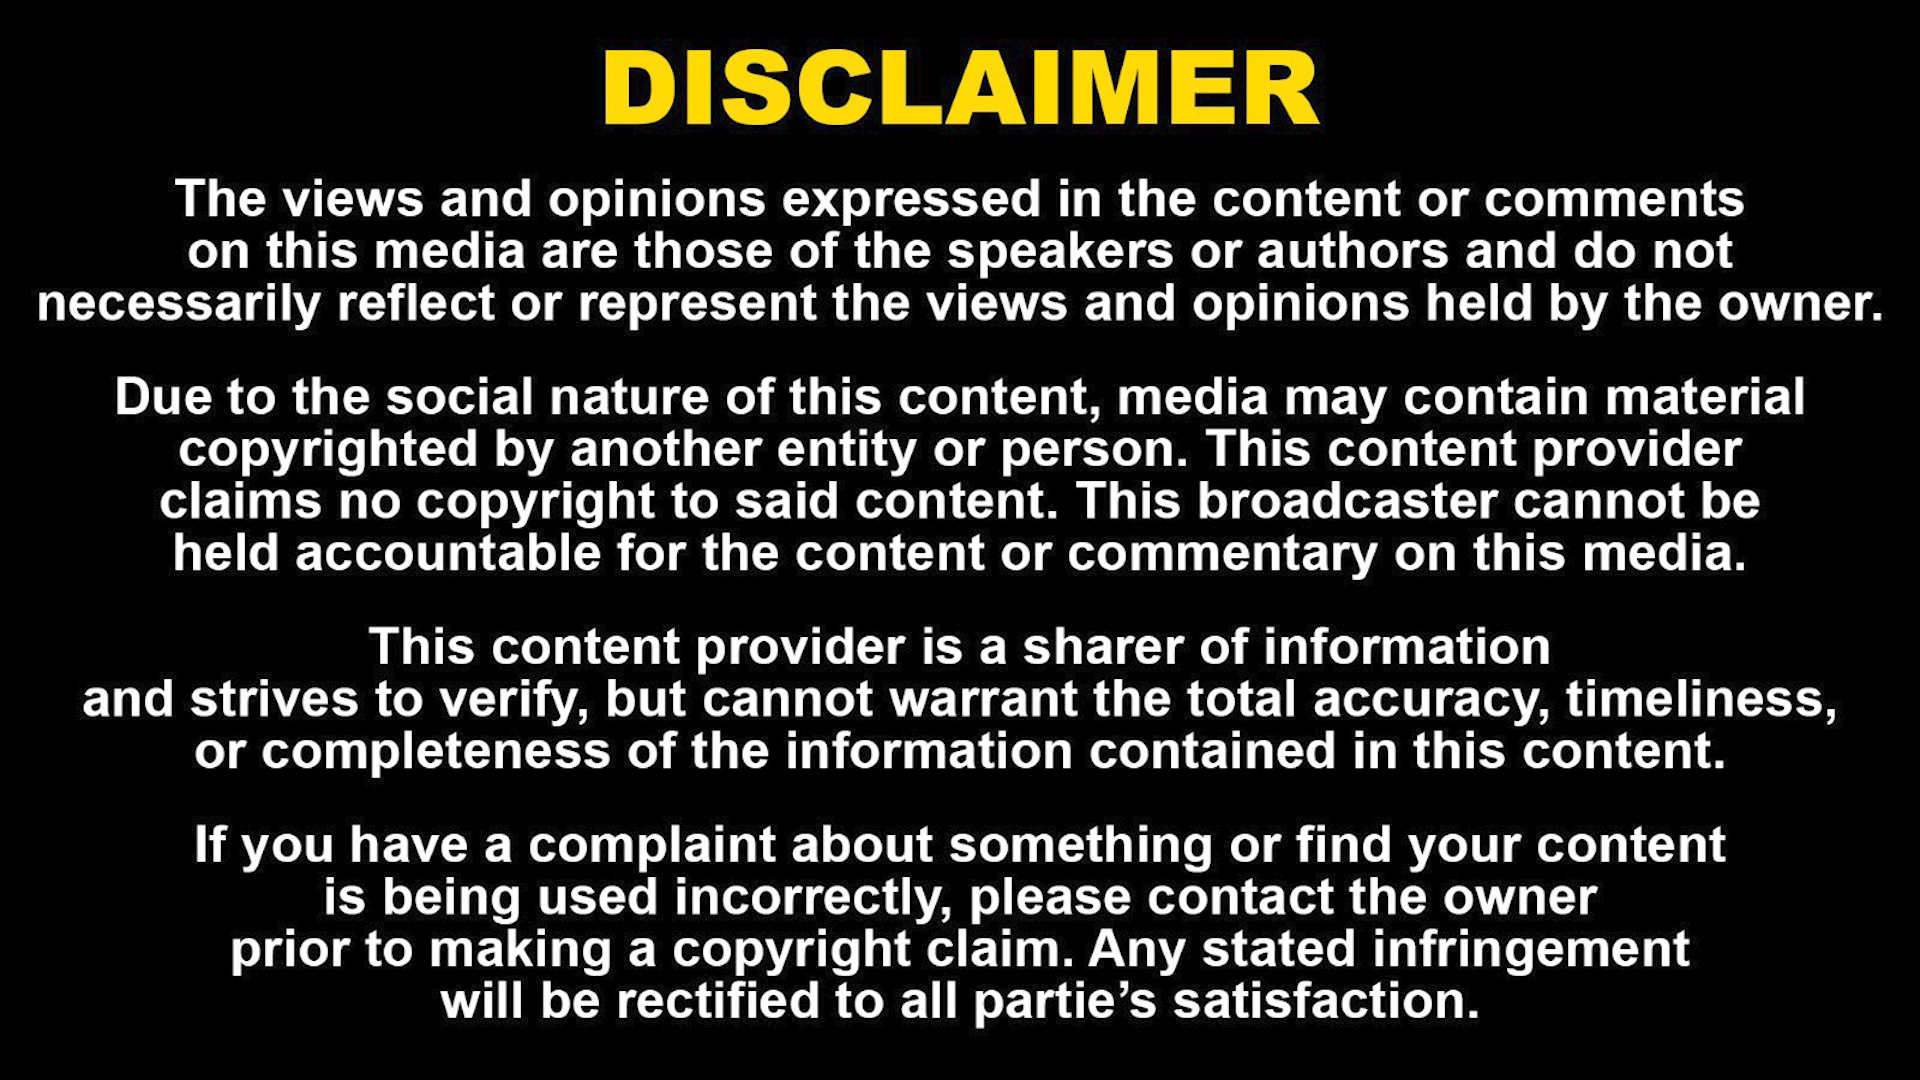 DISCLAIMER
The views and opinions expressed in the content or comments
on this media are those of the speakers or authors and do not
necessarily reflect or represent the views and opinions held by the owner.
Due to the social nature of this content, media may contain material
copyrighted by another entity or person. This content provider
claims no copyright to said content. This broadcaster cannot be
held accountable for the content or commentary on this media.
This content provider is a sharer of information
and strives to verify, but cannot warrant the total accuracy, timeliness,
or completeness of the information contained in this content.
If you have a complaint about something or find your content
is being used incorrectly, please contact the owner
prior to making a copyright claim. Any stated infringement
will be rectified to all partie’s satisfaction.